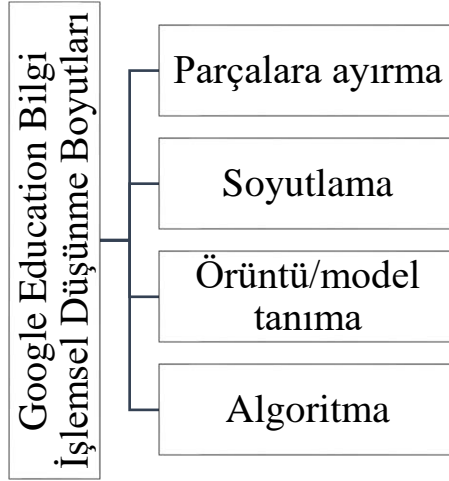 Google Education Bilgi
İşlemsel Düşünme Boyutları
Parçalara ayırma
Soyutlama
Örüntü/model
tanıma
Algoritma